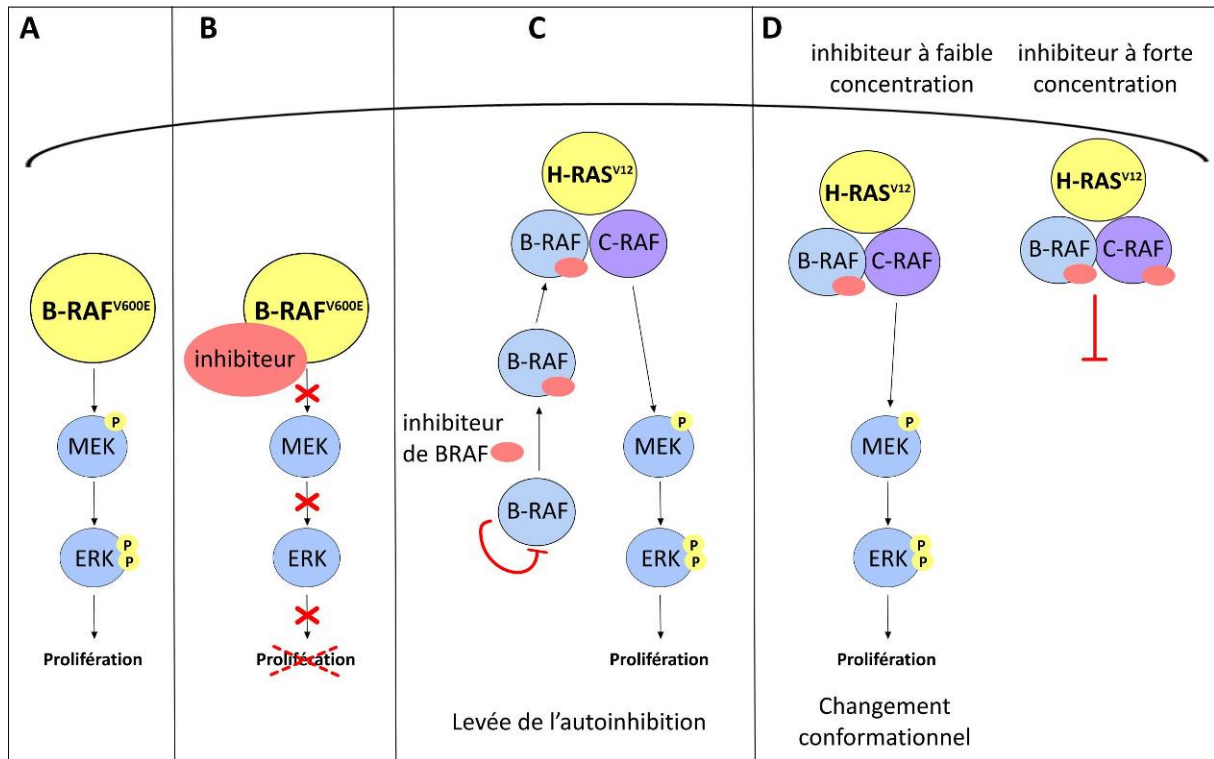 A
B-RAFV600E
MEK
P
ERK
P
P
Prolifération
B
B-RAFV600E
inhibiteur
MEK
ERK
Prolifération
C
H-RASV12
B-RAF
C-RAF
B-RAF
inhibiteur
de BRAF
B-RAF
MEK
P
ERK
P
P
Prolifération
Levée de l’autoinhibition
D
inhibiteur à faible
concentration
H-RASV12
B-RAF
C-RAF
MEK
P
ERK
P
P
Prolifération
Changement
conformationnel
inhibiteur à forte
concentration
H-RASV12
B-RAF
C-RAF